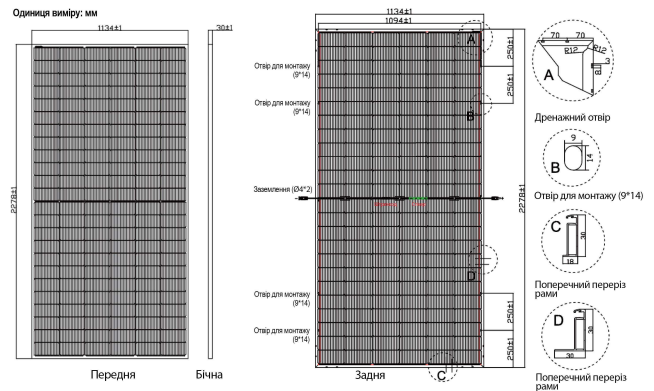 Одиниця виміру: мм
1134±1
30±1
2278±1
Передня
Бічна
1134±1
1094±1
Отвір для монтажу
(9*14)
Отвір для монтажу
(9*14)
Заземлення (Ø4*2)
Отвір для монтажу
(9*14)
Отвір для монтажу
(9*14)
A
B
D
C
250±1
250±1
2278±1
250±1
250±1
Задня
70 70
R12
R12
3
8
A
Дренажний отвір
9
14
B
Отвір для монтажу (9*14)
C
30
18
Поперечний переріз
рами
D
30
30
Поперечний переріз
рами